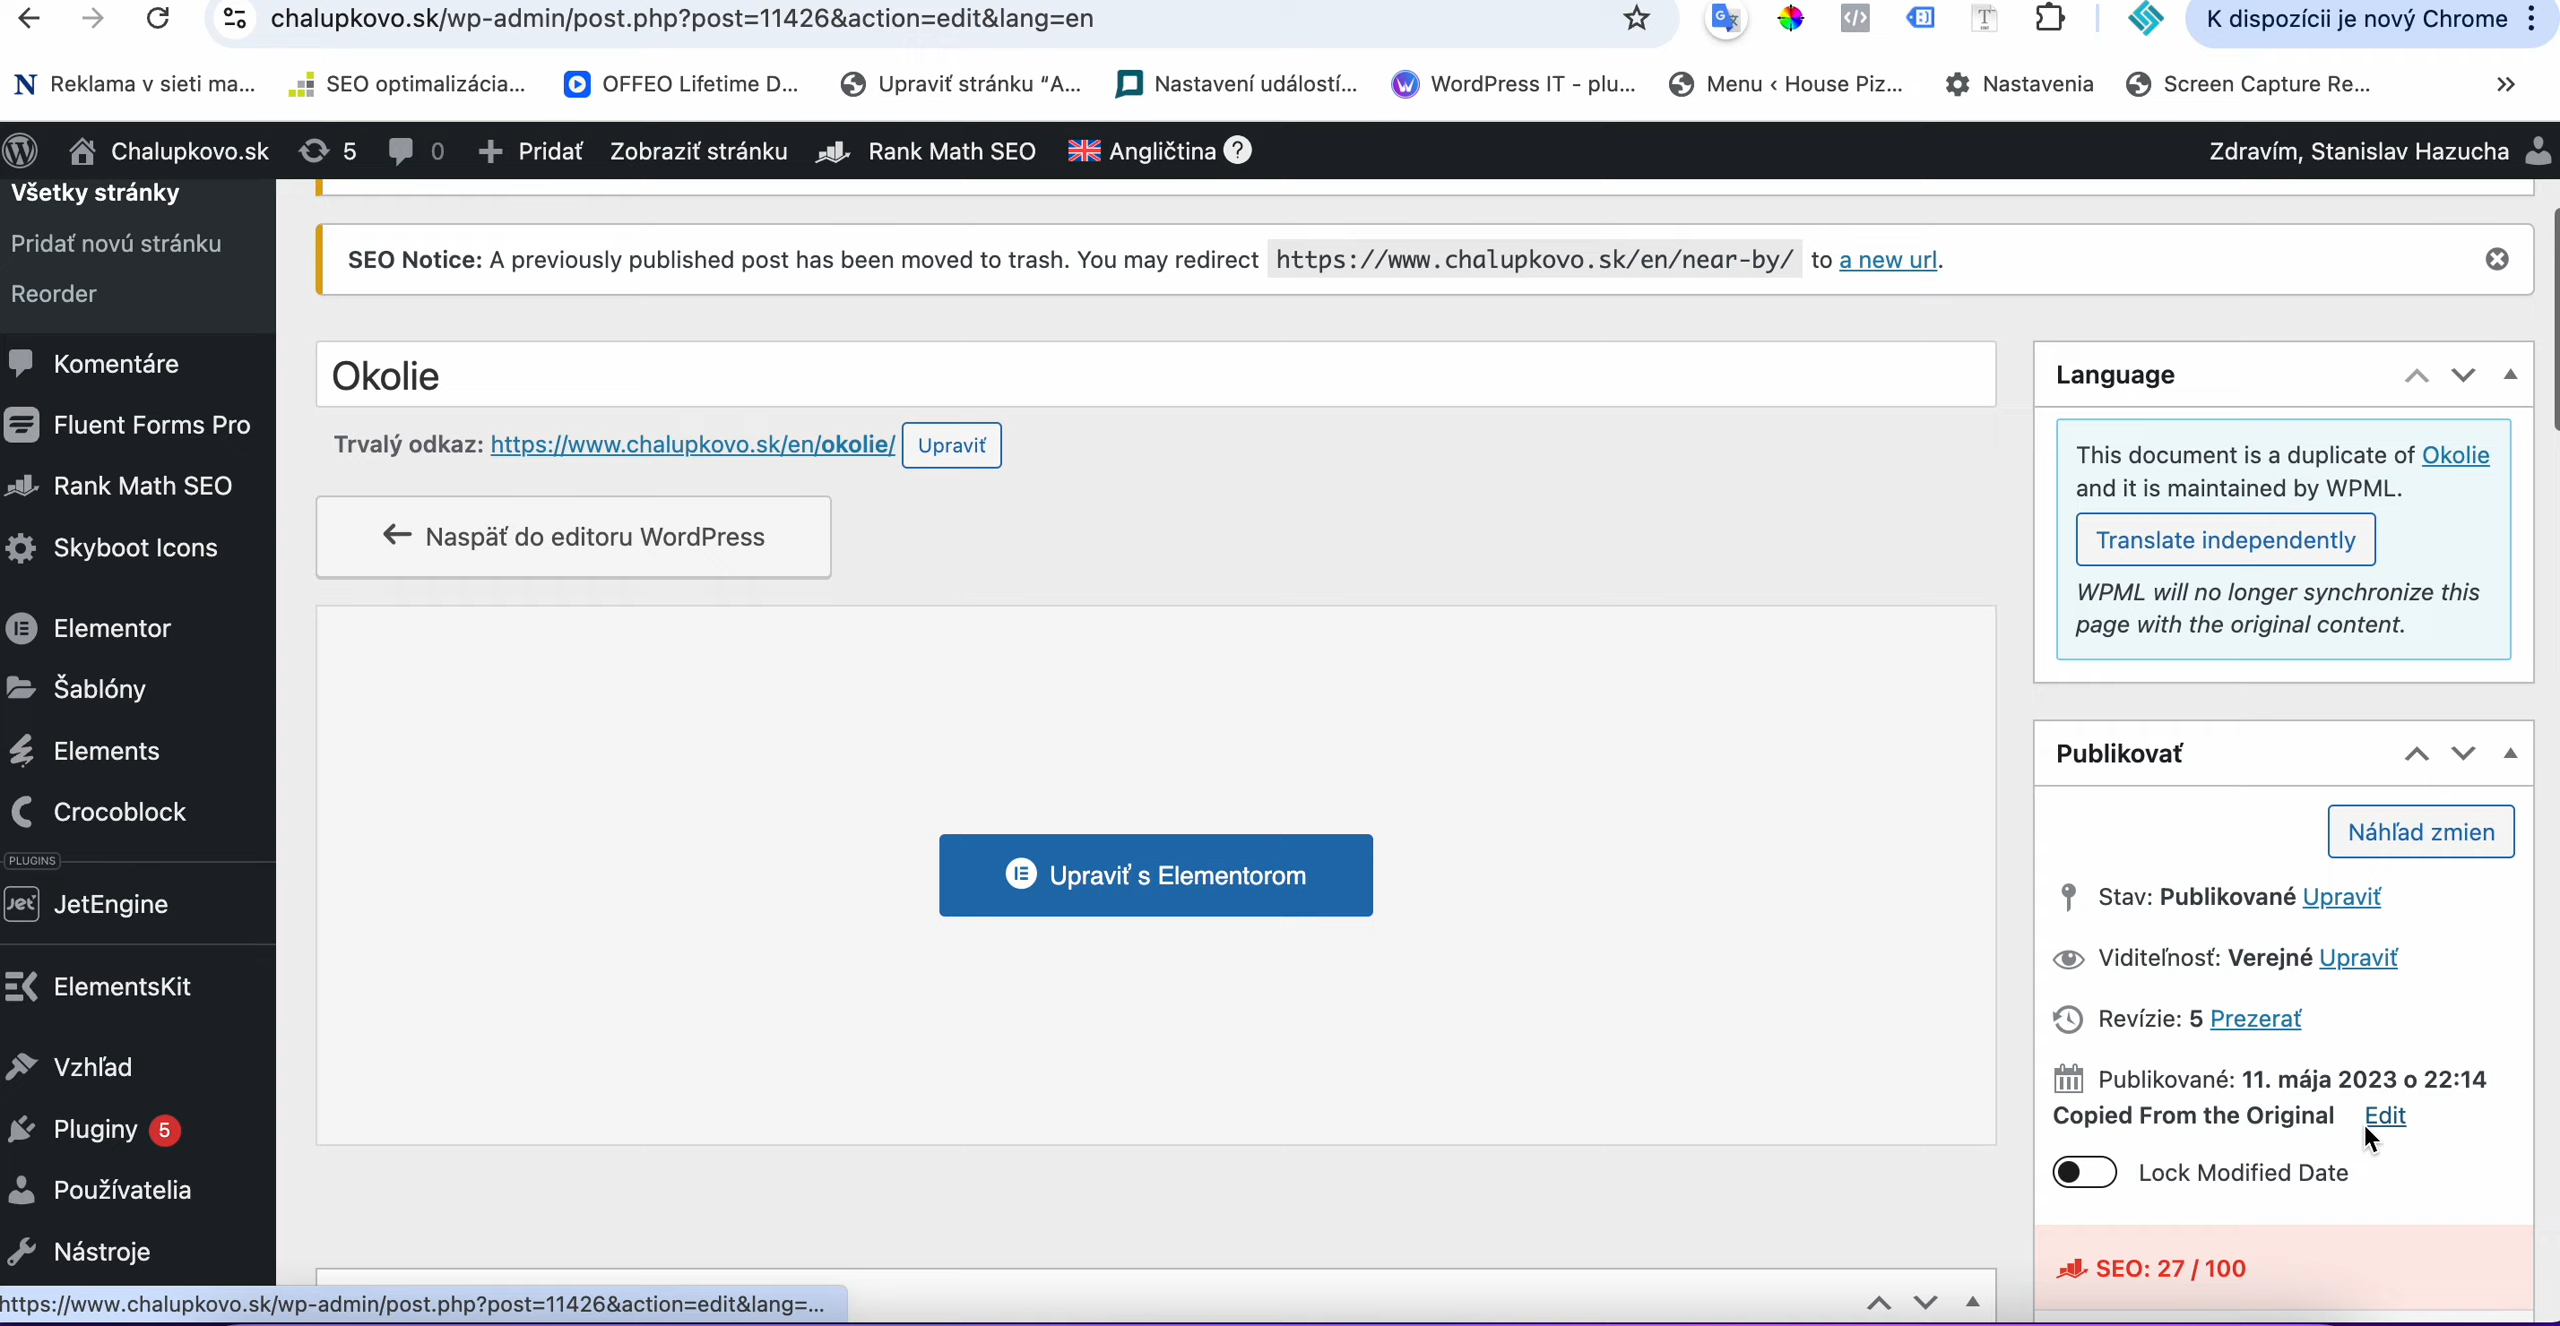 chalupkovo.sk/wp-admin/post.php?post=11426&action=edit&lang=en
K dispozícii je nový Chrome
Reklama v sieti ma...
SEO optimalizácia...
OFFEO Lifetime D...
Upraviť stránku “A...
Nastavení událostí...
WordPress IT - plu...
Menu ‹ House Piz...
Nastavenia
Screen Capture Re...
Chalupkovo.sk
5
0
Pridať
Zobraziť stránku
Rank Math SEO
Angličtina
Zdravím, Stanislav Hazucha
Všetky stránky
Pridať novú stránku
Reorder
Komentáre
Fluent Forms Pro
Rank Math SEO
Skyboot Icons
Elementor
Šablóny
Elements
Crocoblock
PLUGINS
Jet JetEngine
ElementsKit
Vzhľad
Pluginy 5
Používatelia
Nástroje
https://www.chalupkovo.sk/wp-admin/post.php?post=11426&action=edit&lang=...
SEO Notice: A previously published post has been moved to trash. You may redirect https://www.chalupkovo.sk/en/near-by/ to a new url.
Okolie
Trvalý odkaz: https://www.chalupkovo.sk/en/okolie/ Upraviť
← Naspäť do editoru WordPress
Upraviť s Elementorom
Language
This document is a duplicate of Okolie
and it is maintained by WPML.
Translate independently
WPML will no longer synchronize this
page with the original content.
Publikovať
Náhľad zmien
Stav: Publikované Upraviť
Viditeľnosť: Verejné Upraviť
Revízie: 5 Prezerať
Publikované: 11. mája 2023 o 22:14
Copied From the Original Edit
Lock Modified Date
SEO: 27 / 100